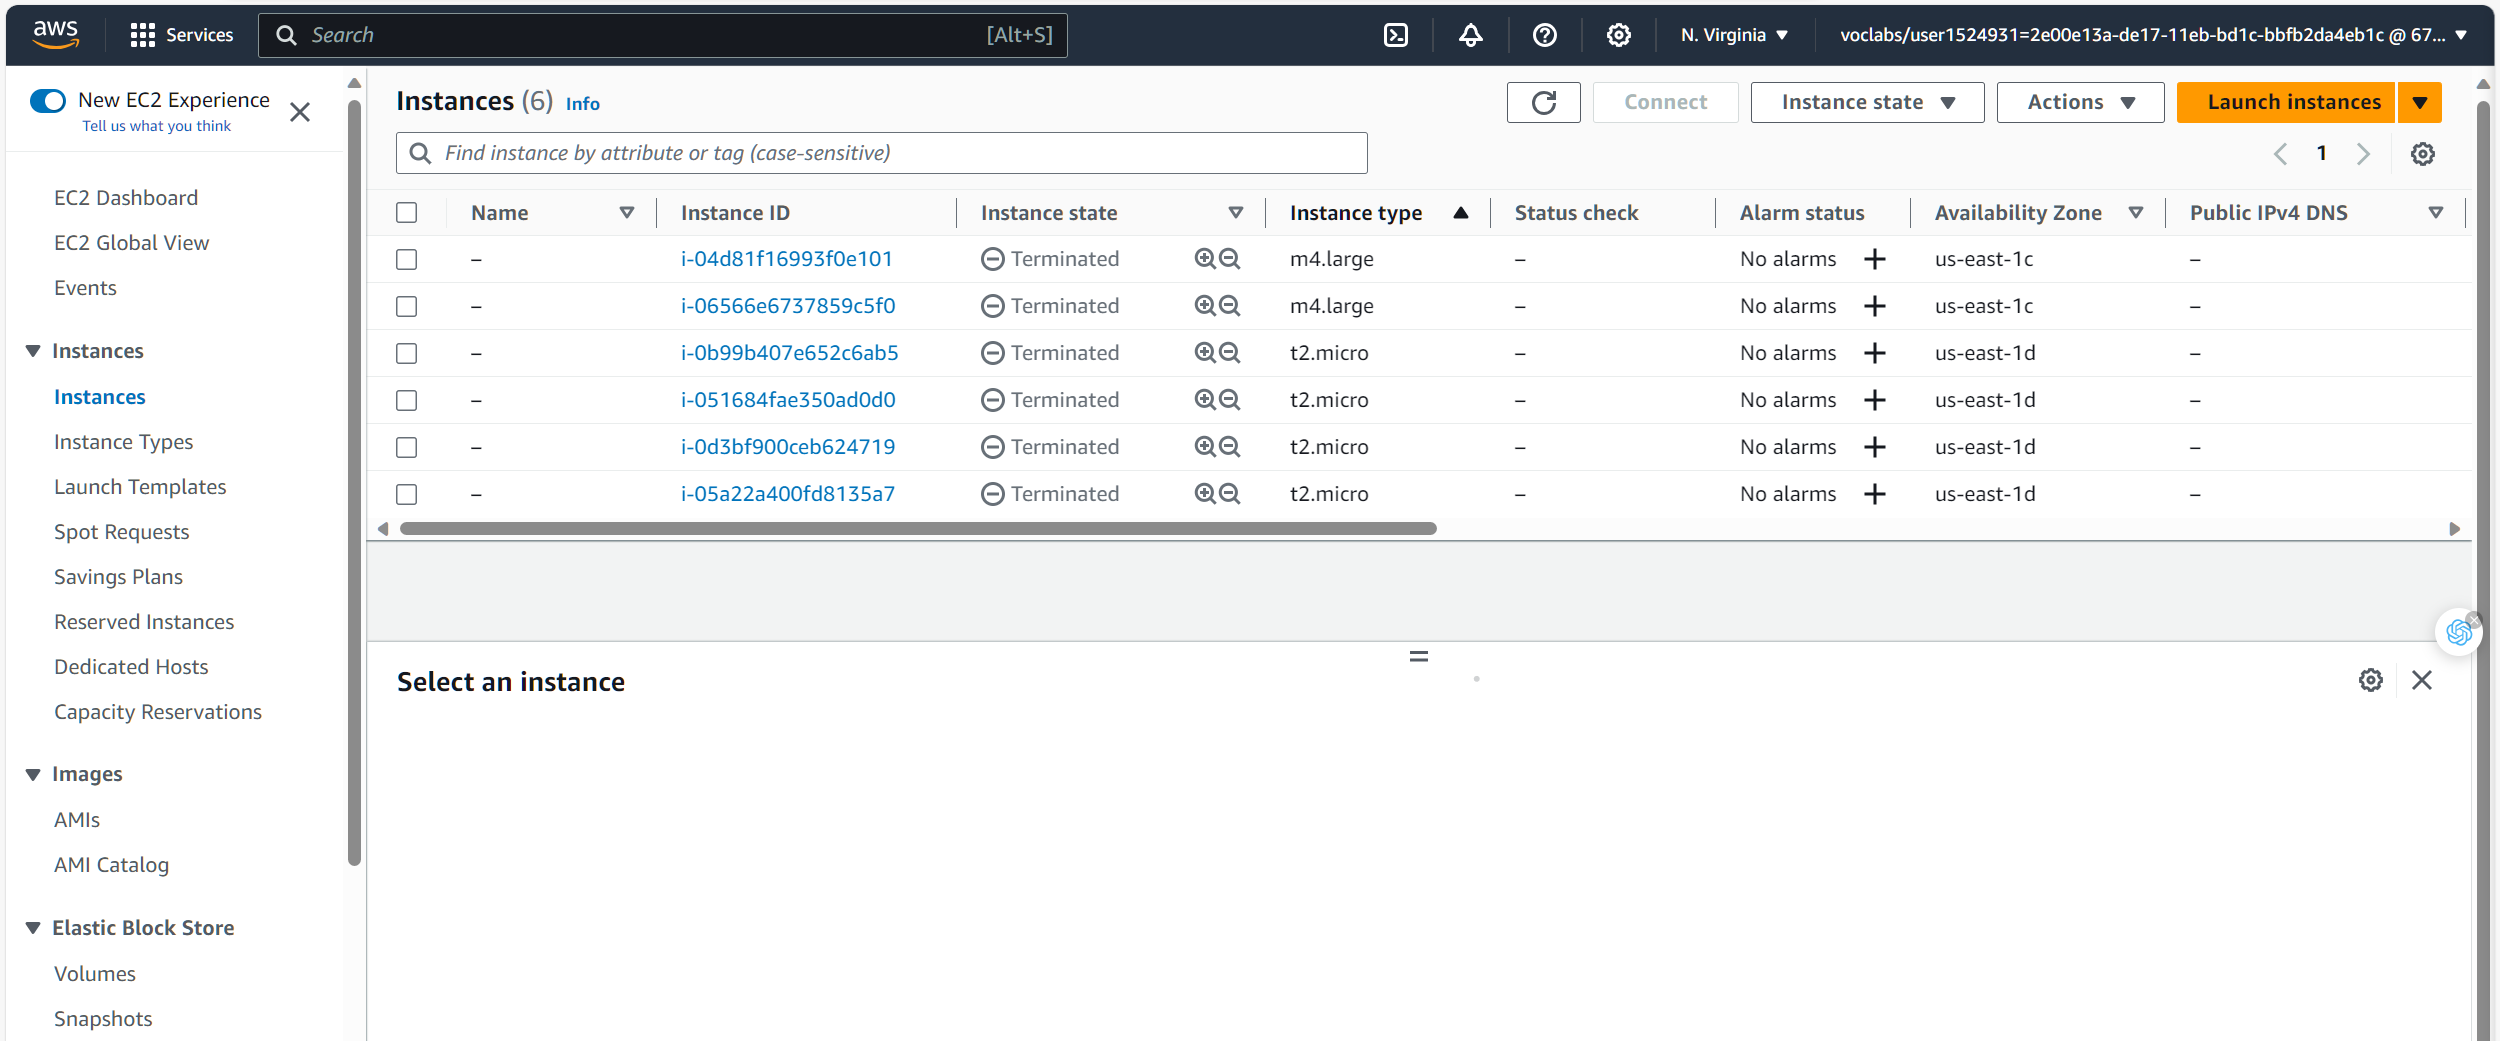 aws Services Search [Alt+S] N. Virginia voclabs/user1524931=2e00e13a-de17-11eb-bd1c-bbfb2da4eb1c @ 67...
New EC2 Experience
Tell us what you think
EC2 Dashboard
EC2 Global View
Events
Instances
Instances
Instance Types
Launch Templates
Spot Requests
Savings Plans
Reserved Instances
Dedicated Hosts
Capacity Reservations
Images
AMIs
AMI Catalog
Elastic Block Store
Volumes
Snapshots
Instances (6) Info Connect Instance state Actions Launch instances
Find instance by attribute or tag (case-sensitive) 1
Name Instance ID Instance state Instance type Status check Alarm status Availability Zone Public IPv4 DNS
– i-04d81f16993f0e101 Terminated m4.large – No alarms + us-east-1c –
– i-06566e6737859c5f0 Terminated m4.large – No alarms + us-east-1c –
– i-0b99b407e652c6ab5 Terminated t2.micro – No alarms + us-east-1d –
– i-051684fae350ad0d0 Terminated t2.micro – No alarms + us-east-1d –
– i-0d3bf900ceb624719 Terminated t2.micro – No alarms + us-east-1d –
– i-05a22a400fd8135a7 Terminated t2.micro – No alarms + us-east-1d –
Select an instance